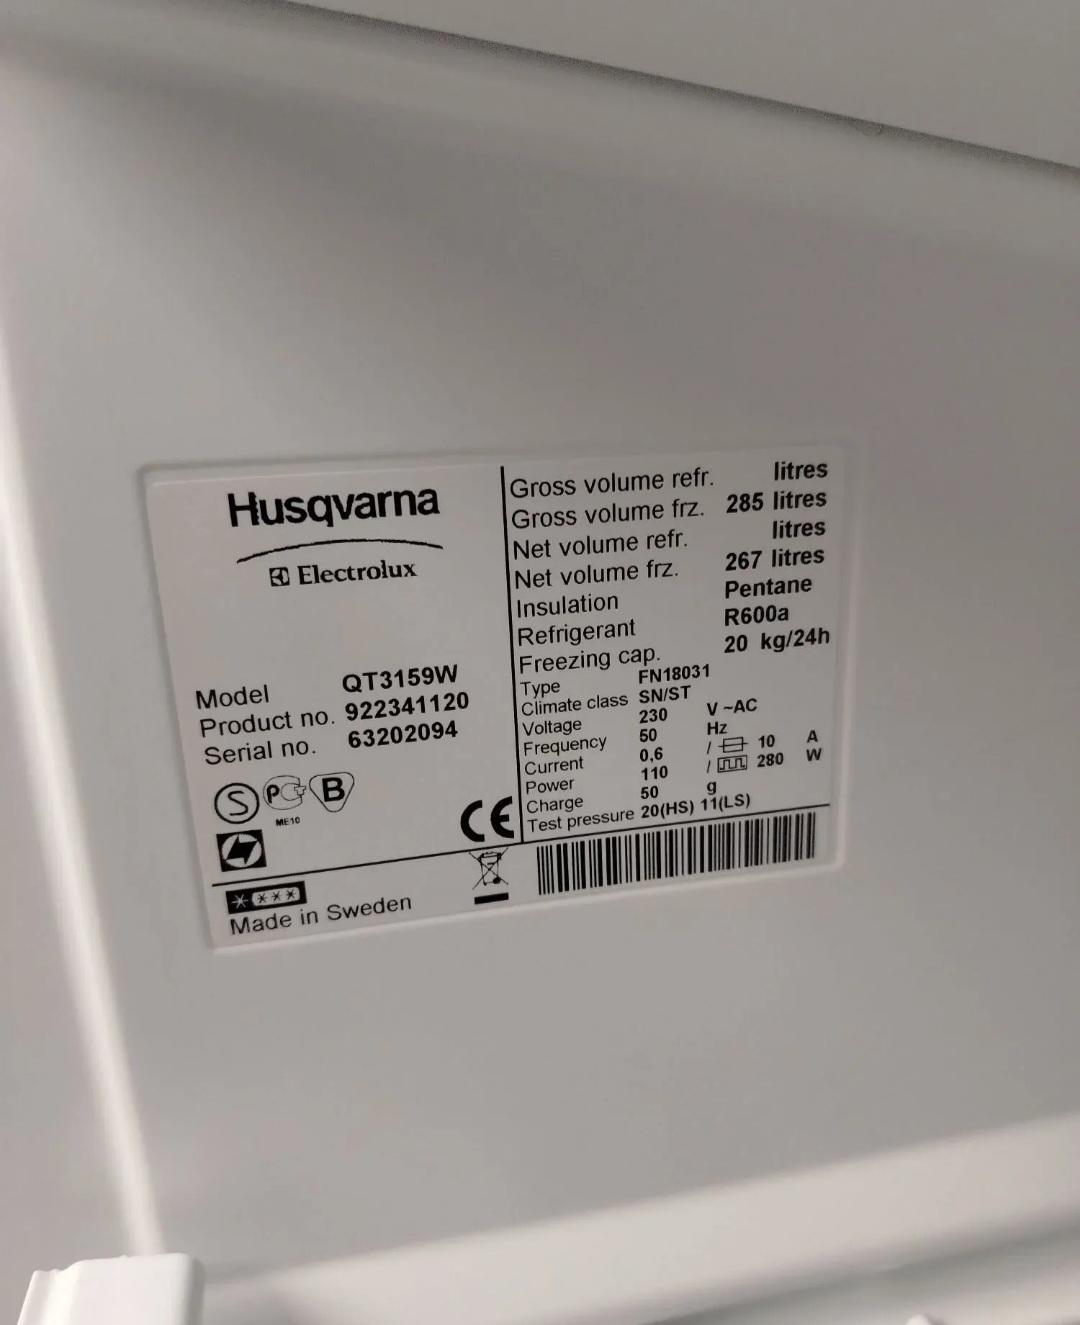 Husqvarna
Electrolux
Model QT3159W
Product no. 922341120
Serial no. 63202094
S PC B
ME10
CE
Made in Sweden
Gross volume refr. litres
Gross volume frz. 285 litres
Net volume refr. litres
Net volume frz. 267 litres
Insulation Pentane
Refrigerant R600a
Freezing cap. 20 kg/24h
Type FN18031
Climate class SN/ST
Voltage 230 V ~AC
Frequency 50 Hz
Current 0,6 / 10 A
Power 110 / 280 W
Charge 50 g
Test pressure 20(HS) 11(LS)